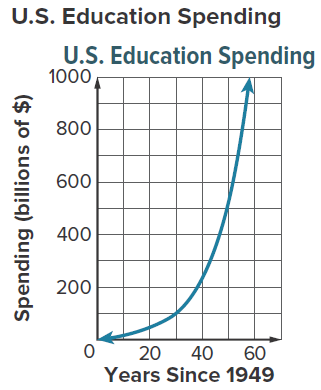 U.S. Education Spending
U.S. Education Spending
Spending (billions of $)
1000
800
600
400
200
0
20 40 60
Years Since 1949